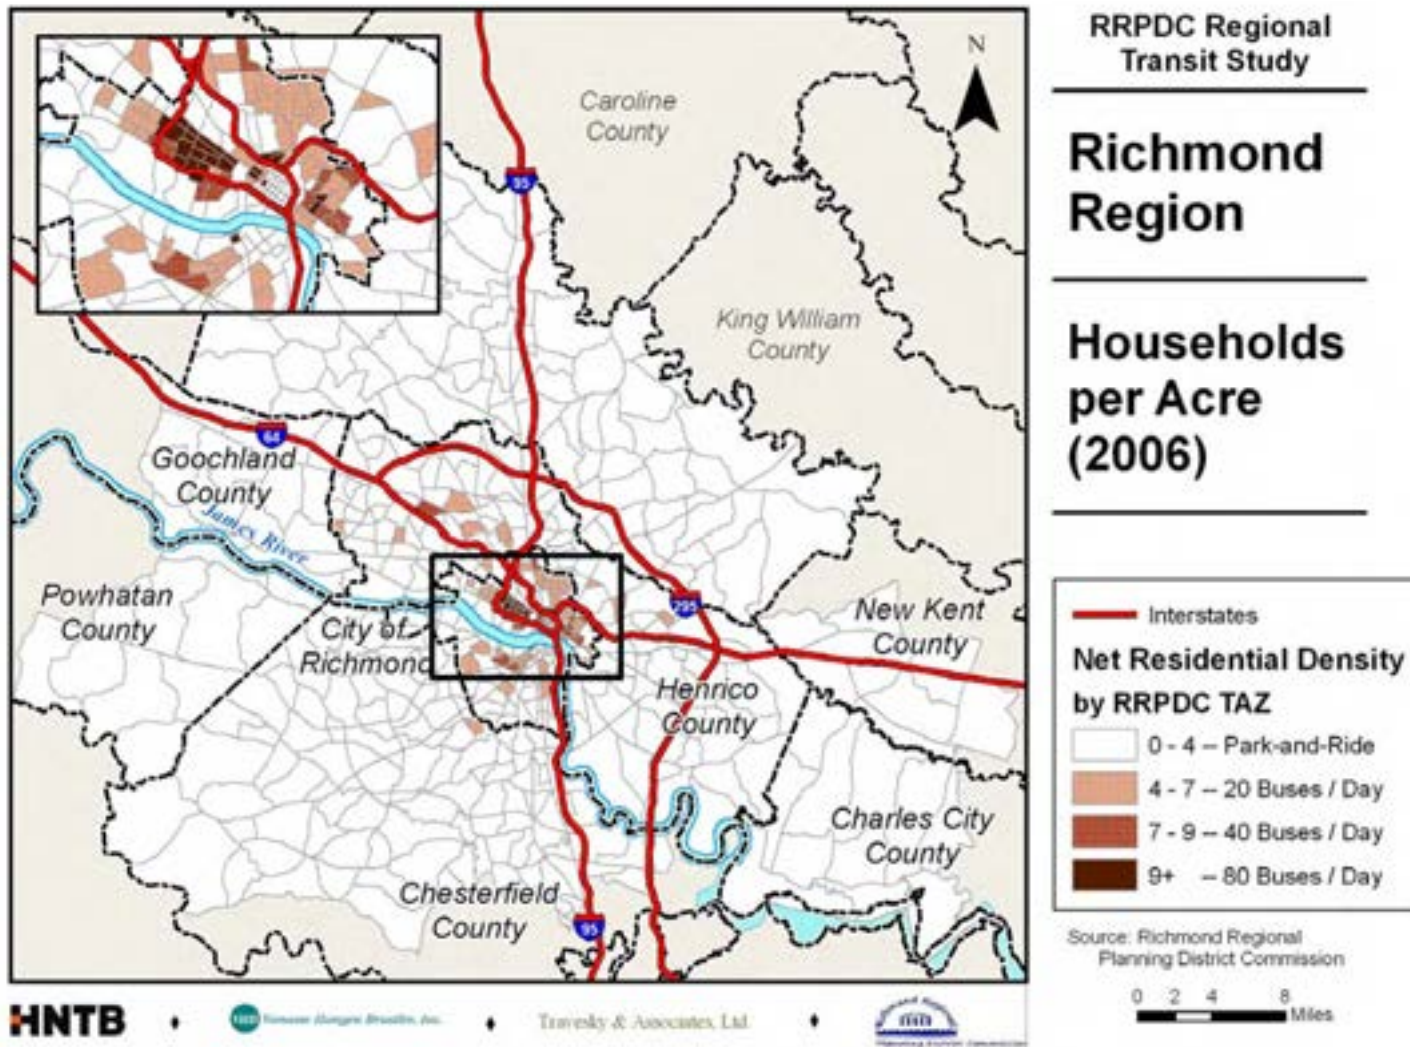 RRPDC Regional
Transit Study
Richmond
Region
Households
per Acre
(2006)
N
Caroline
County
95
King William
County
64
Goochland
County
James River
Powhatan
County
City of
Richmond
295
New Kent
County
Henrico
County
Charles City
County
Chesterfield
County
95
Interstates
Net Residential Density
by RRPDC TAZ
0 - 4 -- Park-and-Ride
4 - 7 -- 20 Buses / Day
7 - 9 -- 40 Buses / Day
9+ -- 80 Buses / Day
Source: Richmond Regional
Planning District Commission
0 2 4 8
Miles
HNTB
Travesky & Associates, Ltd.